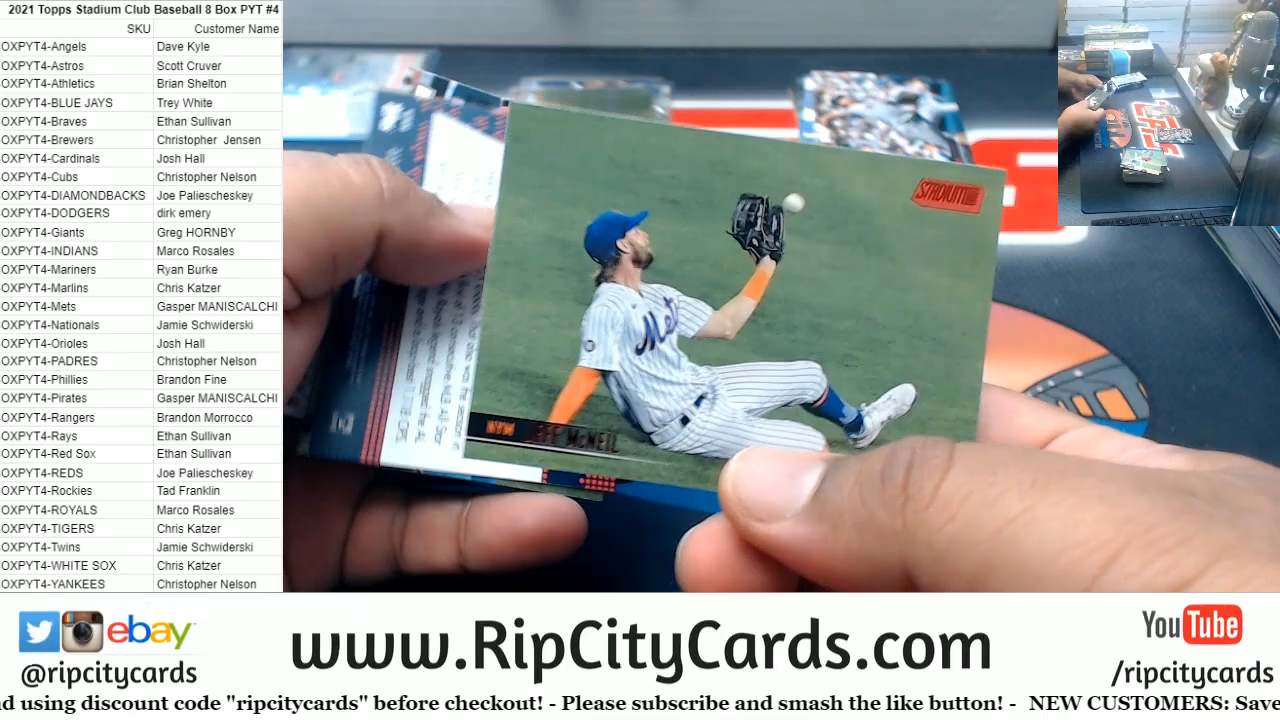 2021 Topps Stadium Club Baseball 8 Box PYT #4
SKU Customer Name
OXPYT4-Angels Dave Kyle
OXPYT4-Astros Scott Cruver
OXPYT4-Athletics Brian Shelton
OXPYT4-BLUE JAYS Trey White
OXPYT4-Braves Ethan Sullivan
OXPYT4-Brewers Christopher Jensen
OXPYT4-Cardinals Josh Hall
OXPYT4-Cubs Christopher Nelson
OXPYT4-DIAMONDBACKS Joe Paliescheskey
OXPYT4-DODGERS dirk emery
OXPYT4-Giants Greg HORNBY
OXPYT4-INDIANS Marco Rosales
OXPYT4-Mariners Ryan Burke
OXPYT4-Marlins Chris Katzer
OXPYT4-Mets Gasper MANISCALCHI
OXPYT4-Nationals Jamie Schwiderski
OXPYT4-Orioles Josh Hall
OXPYT4-PADRES Christopher Nelson
OXPYT4-Phillies Brandon Fine
OXPYT4-Pirates Gasper MANISCALCHI
OXPYT4-Rangers Brandon Morrocco
OXPYT4-Rays Ethan Sullivan
OXPYT4-Red Sox Ethan Sullivan
OXPYT4-REDS Joe Paliescheskey
OXPYT4-Rockies Tad Franklin
OXPYT4-ROYALS Marco Rosales
OXPYT4-TIGERS Chris Katzer
OXPYT4-Twins Jamie Schwiderski
OXPYT4-WHITE SOX Chris Katzer
OXPYT4-YANKEES Christopher Nelson
STADIUM
Mets
NYM JEFF McNEIL
ebay
@ripcitycards
www.RipCityCards.com
YouTube
/ripcitycards
d using discount code "ripcitycards" before checkout! - Please subscribe and smash the like button! - NEW CUSTOMERS: Save